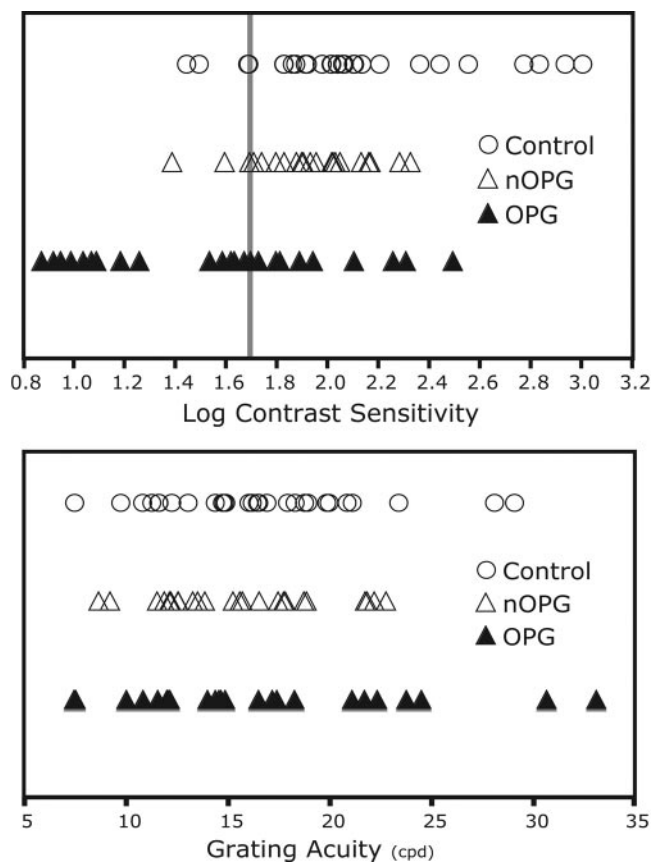 Control
nOPG
OPG
0.8 1.0 1.2 1.4 1.6 1.8 2.0 2.2 2.4 2.6 2.8 3.0 3.2
Log Contrast Sensitivity
Control
nOPG
OPG
5 10 15 20 25 30 35
Grating Acuity (cpd)